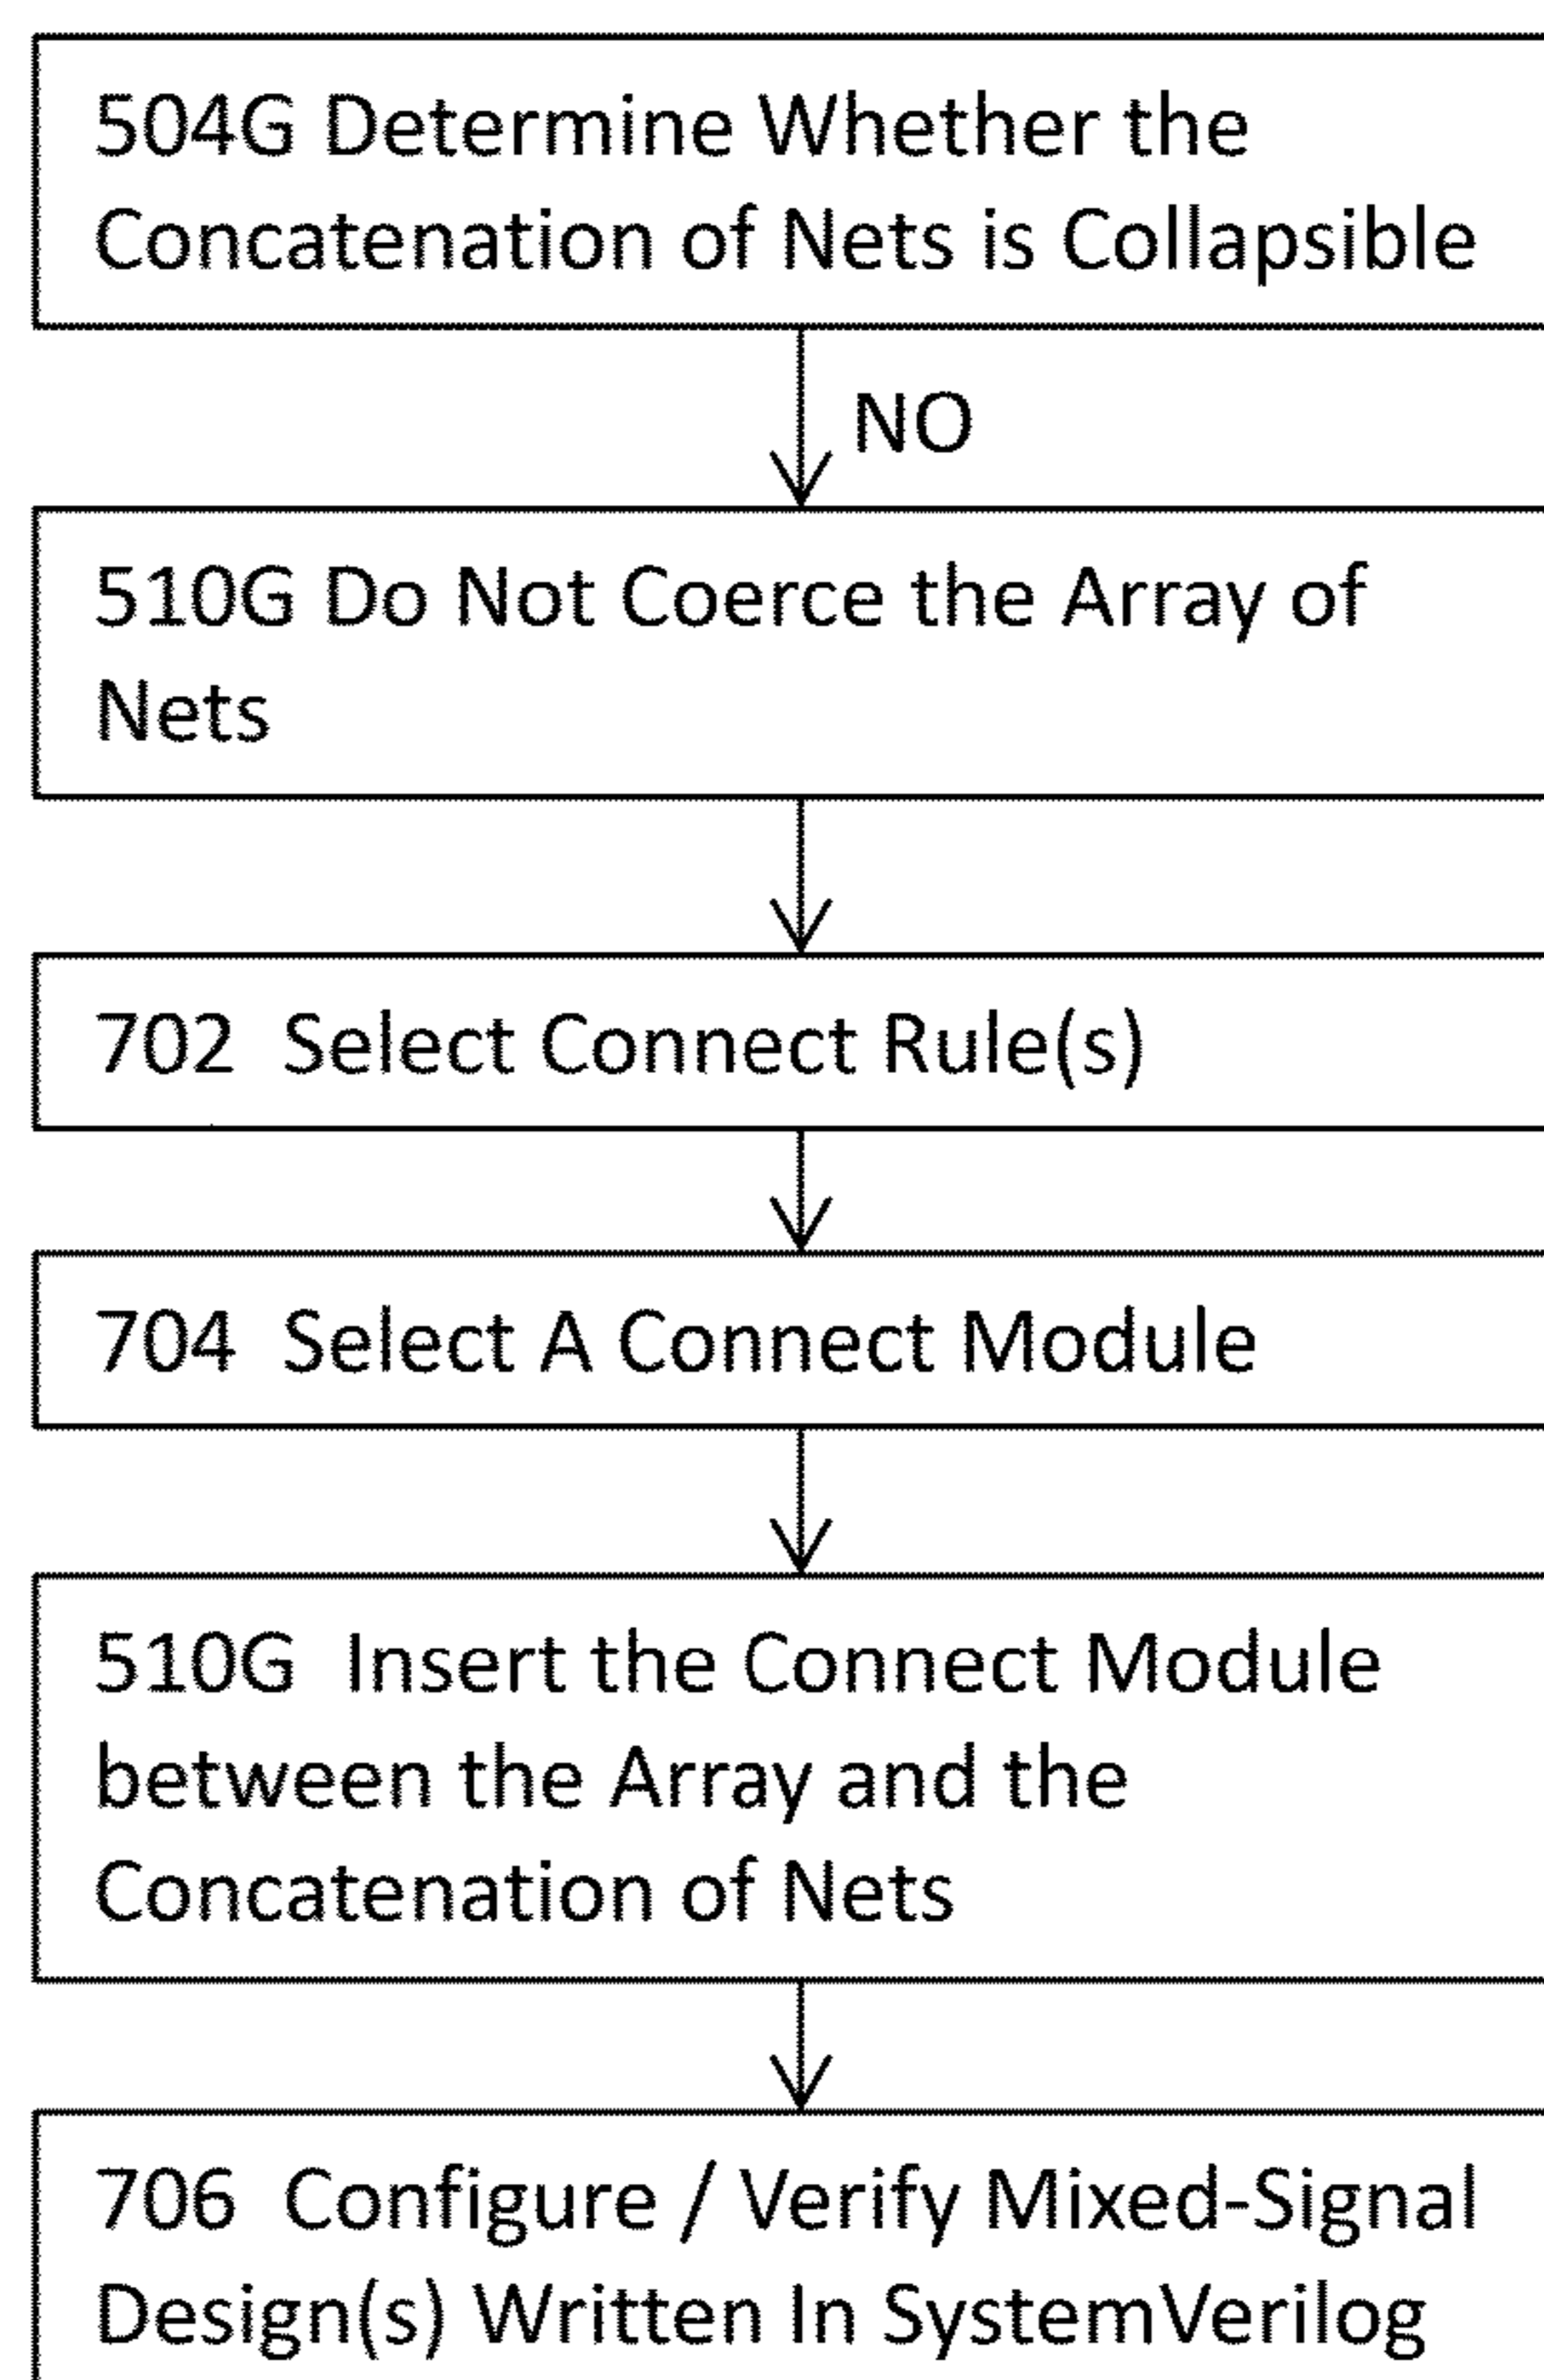 504G Determine Whether the
Concatenation of Nets is Collapsible
NO
510G Do Not Coerce the Array of
Nets
702 Select Connect Rule(s)
704 Select A Connect Module
510G Insert the Connect Module
between the Array and the
Concatenation of Nets
706 Configure / Verify Mixed-Signal
Design(s) Written In SystemVerilog